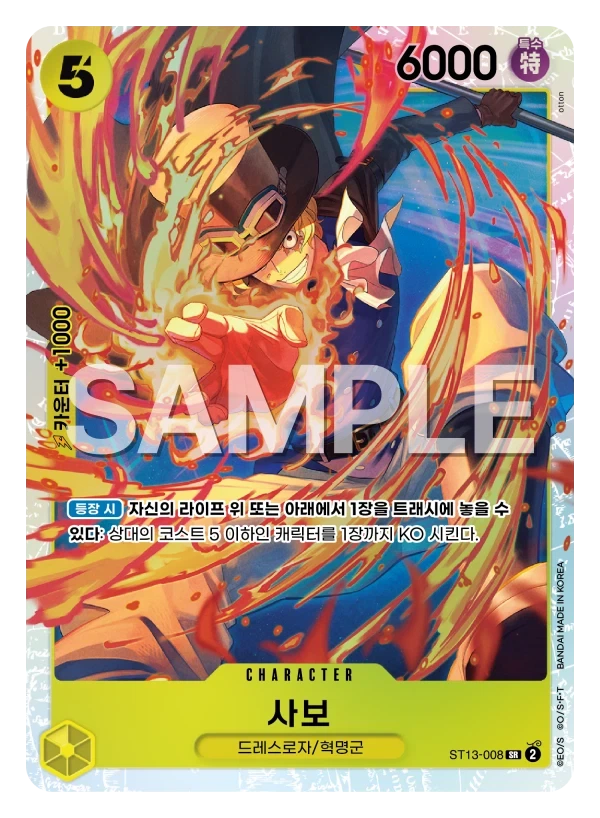 5
6000
특수
特
otton
카운터 +1000
SAMPLE
등장 시 자신의 라이프 위 또는 아래에서 1장을 트래시에 놓을 수
있다: 상대의 코스트 5 이하인 캐릭터를 1장까지 KO 시킨다.
CHARACTER
사보
드레스로자/혁명군
ST13-008 SR 2
©E.O/S ©O/S・F・T BANDAI MADE IN KOREA